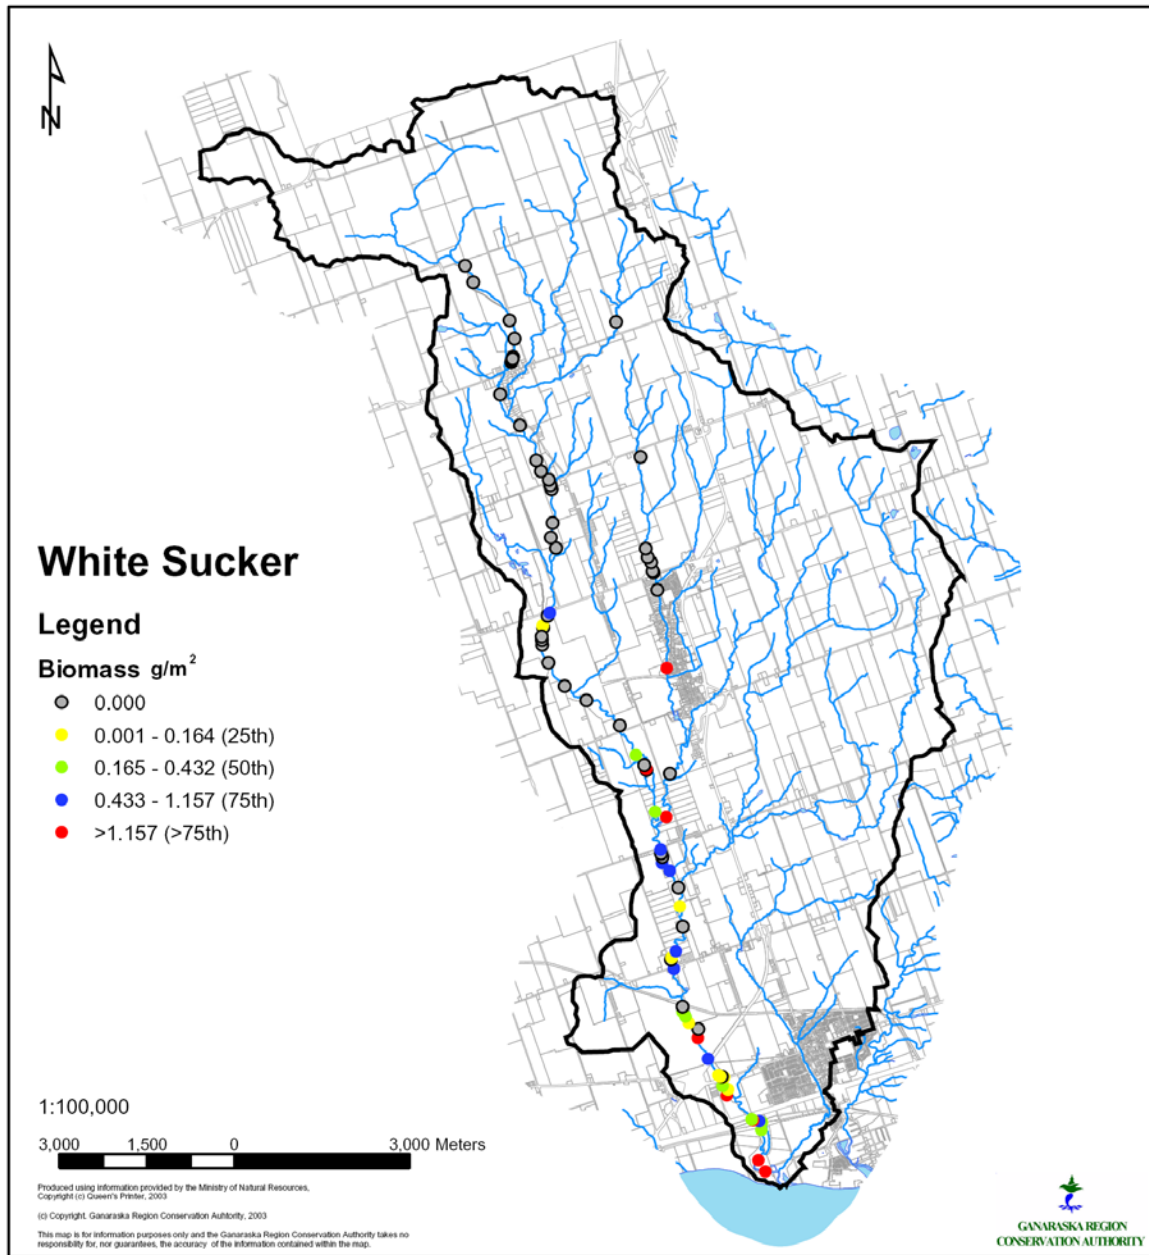 N
White Sucker
Legend
Biomass g/m²
0.000
0.001 - 0.164 (25th)
0.165 - 0.432 (50th)
0.433 - 1.157 (75th)
>1.157 (>75th)
1:100,000
3,000 1,500 0 3,000 Meters
Produced using information provided by the Ministry of Natural Resources,
Copyright (c) Queen's Printer, 2003
(c) Copyright. Ganaraska Region Conservation Auhtority, 2003
This map is for information purposes only and the Ganaraska Region Conservation Authority takes no
responsiblity for, nor guarantees, the accuracy of the information contained within the map.
GANARASKA REGION
CONSERVATION AUTHORITY